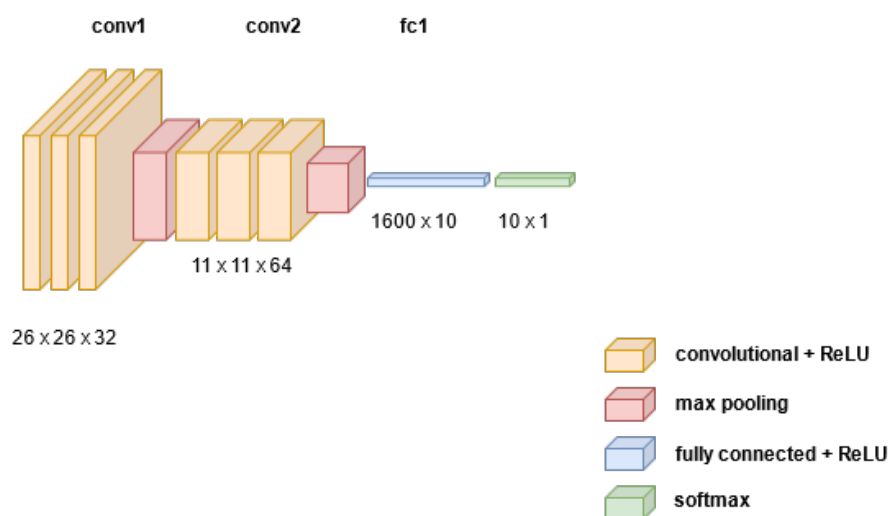 conv1
conv2
fc1
1600 x 10
10 x 1
11 x 11 x 64
26 x 26 x 32
convolutional + ReLU
max pooling
fully connected + ReLU
softmax